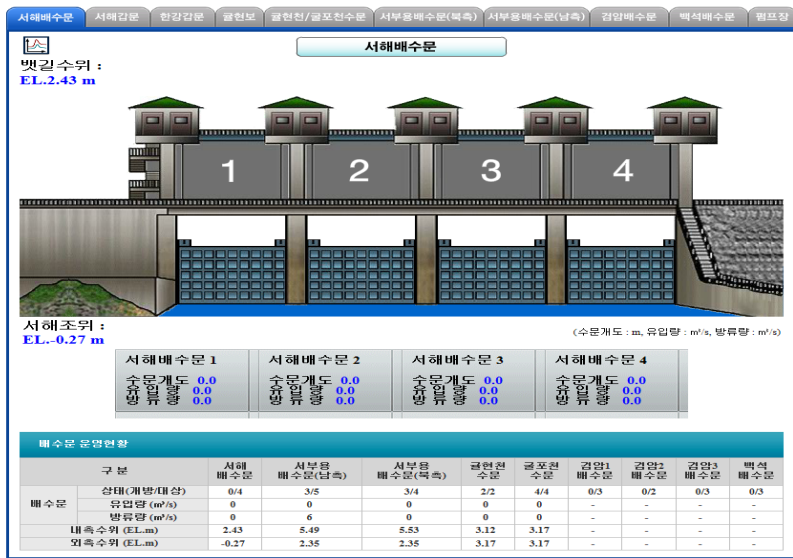 서해배수문 서해갑문 한강갑문 귤현보 귤현천/굴포천수문 서부용배수문(북측) 서부용배수문(남측) 검암배수문 백석배수문 펌프장
서해배수문
뱃길수위 :
EL.2.43 m
1 2 3 4
서해조위 :
EL.-0.27 m
(수문개도 : m, 유입량 : m³/s, 방류량 : m³/s)
서해배수문 1 서해배수문 2 서해배수문 3 서해배수문 4
수문개도 0.0 수문개도 0.0 수문개도 0.0 수문개도 0.0
유입량 0.0 유입량 0.0 유입량 0.0 유입량 0.0
방류량 0.0 방류량 0.0 방류량 0.0 방류량 0.0
배수문 운영현황
구 분 서해 배수문 서부용 배수문(남측) 서부용 배수문(북측) 귤현천 수문 굴포천 수문 검암1 배수문 검암2 배수문 검암3 배수문 백석 배수문
배수문 상태(개방/대상) 0/4 3/5 3/4 2/2 4/4 0/3 0/2 0/3 0/3
유입량 (m³/s) 0 0 0 0 0 - - - -
방류량 (m³/s) 0 6 0 0 0 - - - -
내측수위 (EL.m) 2.43 5.49 5.53 3.12 3.17 - - - -
외측수위 (EL.m) -0.27 2.35 2.35 3.17 3.17 - - - -